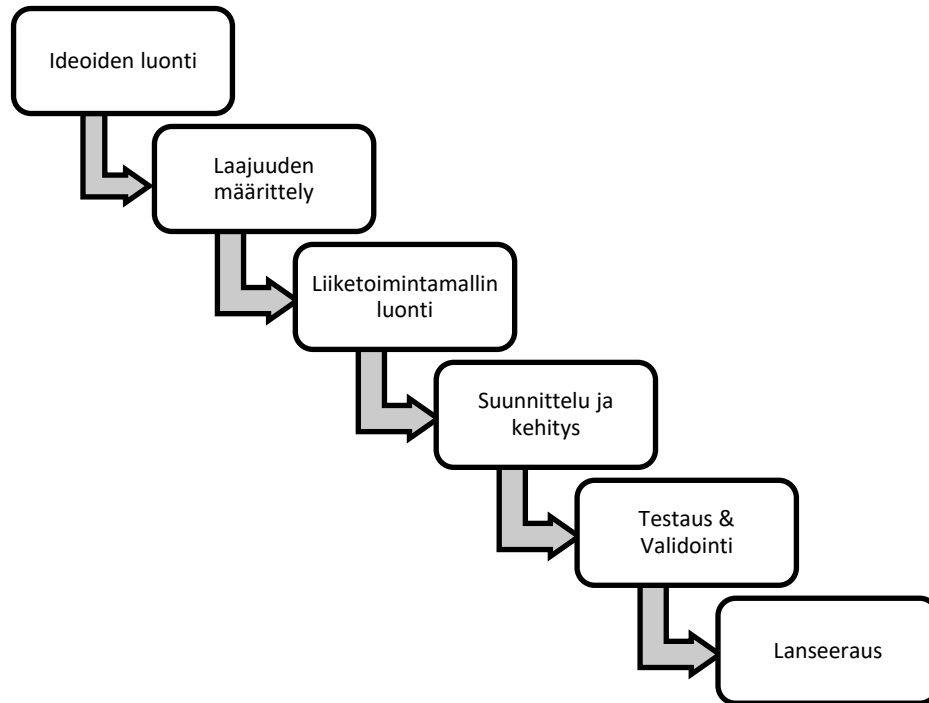 Ideoiden luonti
Laajuuden
määrittely
Liiketoimintamallin
luonti
Suunnittelu ja
kehitys
Testaus &
Validointi
Lanseeraus